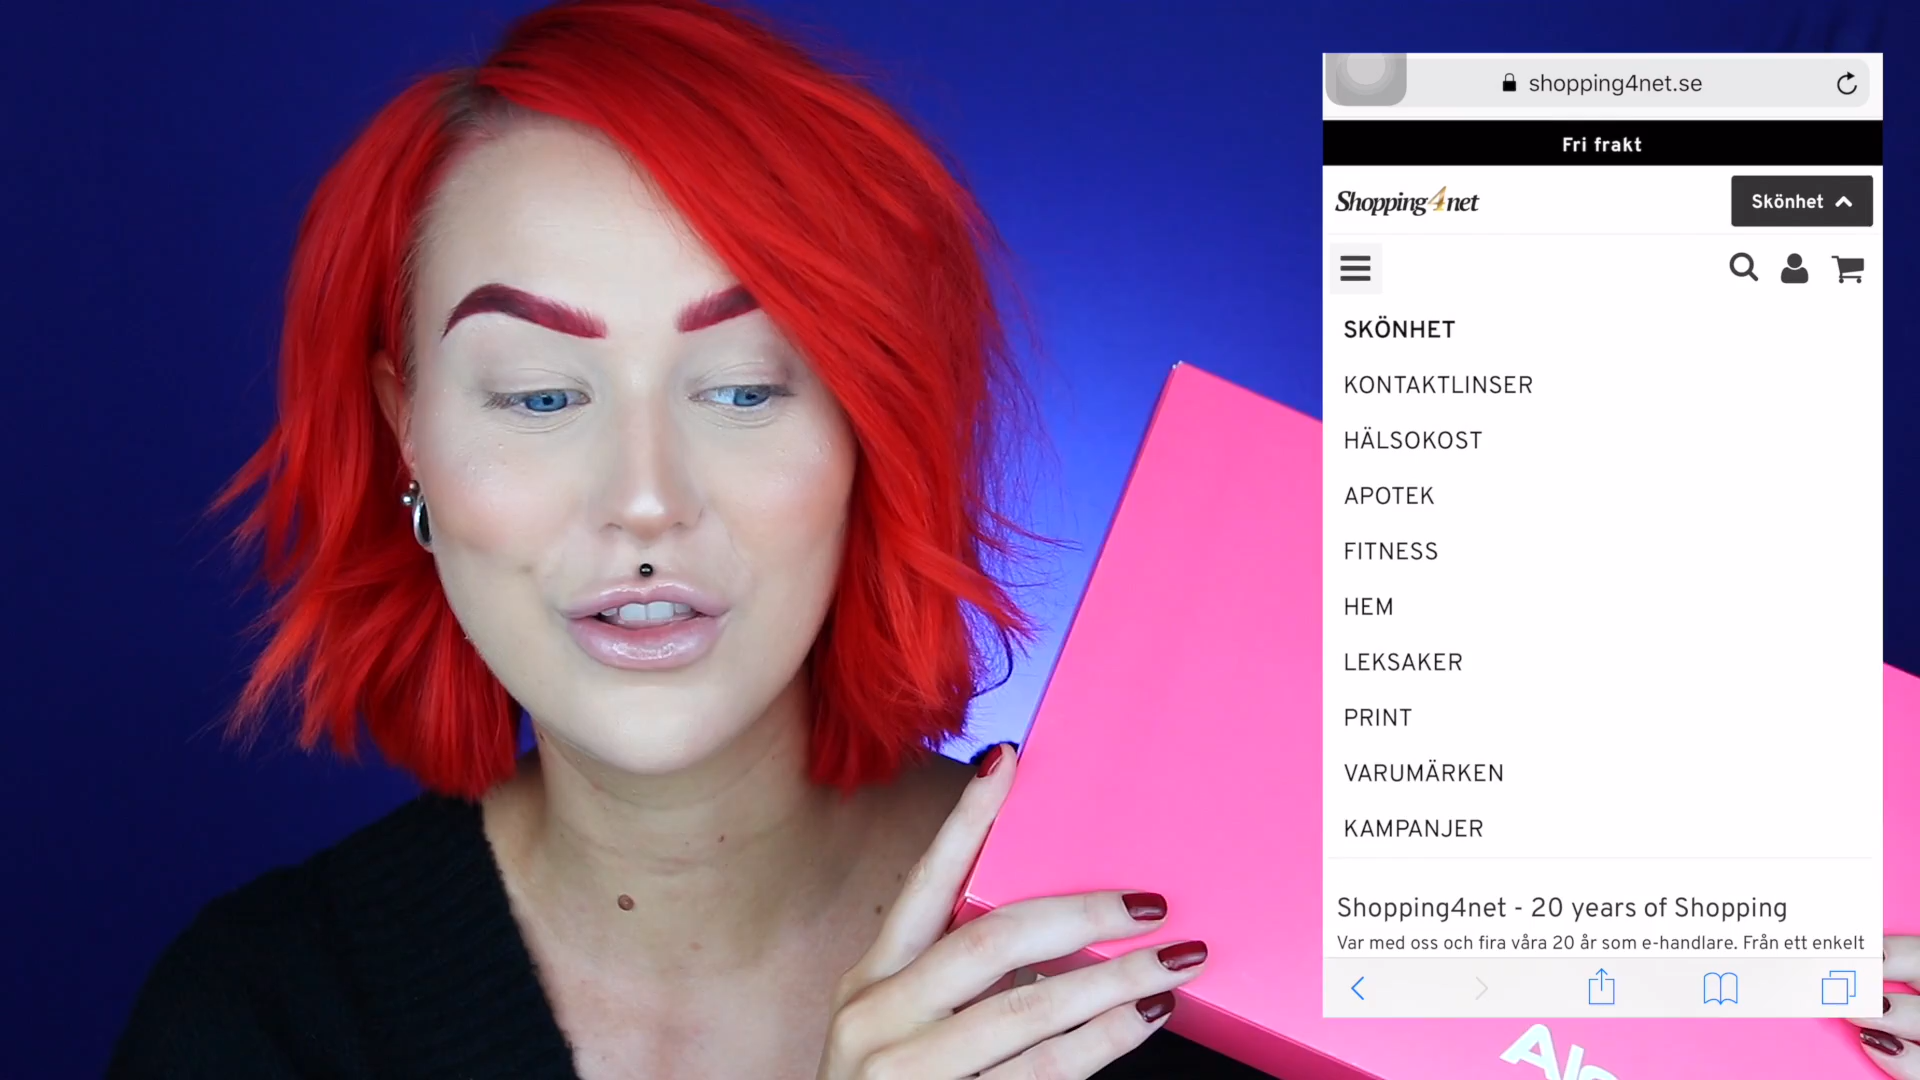 shopping4net.se
Fri frakt
Shopping4net
Skönhet
SKÖNHET
KONTAKTLINSER
HÄLSOKOST
APOTEK
FITNESS
HEM
LEKSAKER
PRINT
VARUMÄRKEN
KAMPANJER
Shopping4net - 20 years of Shopping
Var med oss och fira våra 20 år som e-handlare. Från ett enkelt